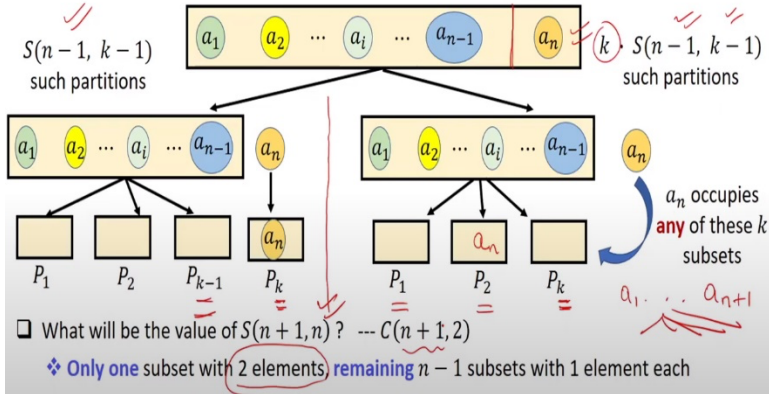 a₁ a₂ ⋯ aᵢ ⋯ aₙ₋₁ aₙ
S(n − 1, k − 1)
such partitions
k · S(n − 1, k − 1)
such partitions
a₁ a₂ ⋯ aᵢ ⋯ aₙ₋₁ aₙ
a₁ a₂ ⋯ aᵢ ⋯ aₙ₋₁ aₙ
aₙ
aₙ
aₙ occupies
any of these k
subsets
P₁ P₂ Pₖ₋₁ Pₖ
P₁ P₂ Pₖ
a₁ . . . aₙ₊₁
❑ What will be the value of S(n + 1, n) ? --- C(n + 1, 2)
❖ Only one subset with 2 elements, remaining n − 1 subsets with 1 element each